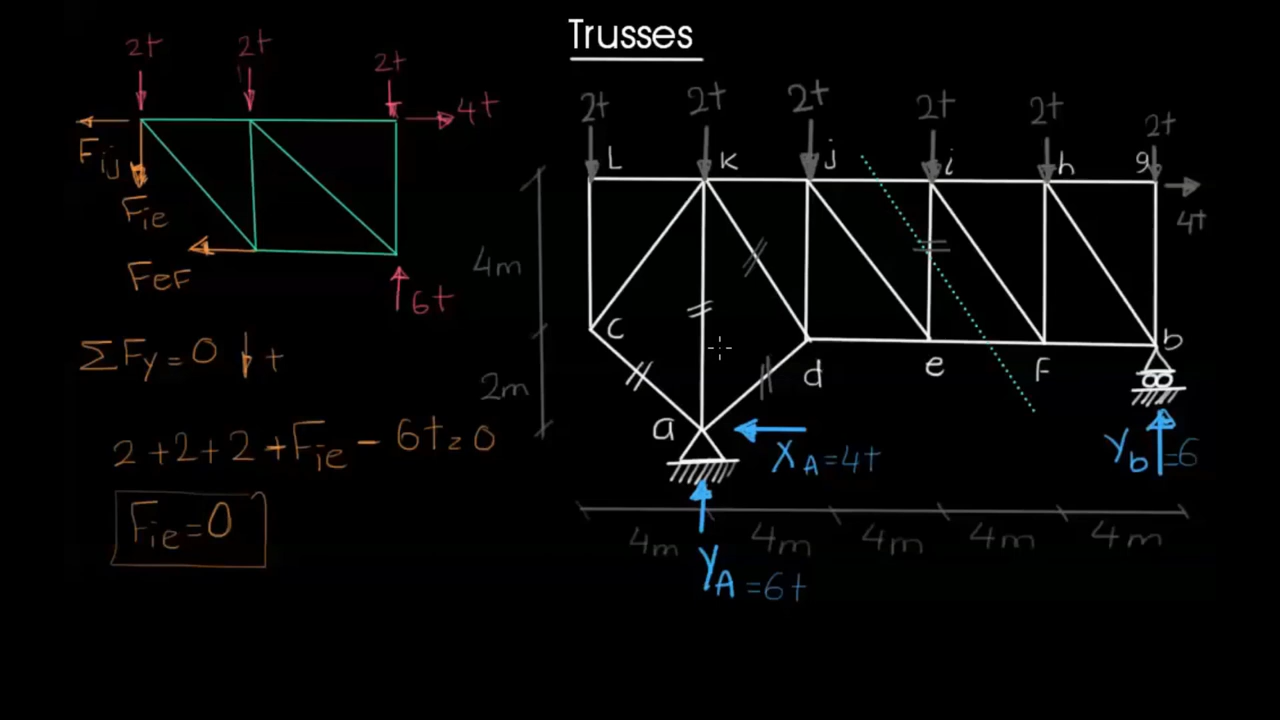 Trusses
2t 2t 2t
4t
Fij
Fie
FeF
6t
ΣFy=0 ↓+
2+2+2+Fie-6t=0
Fie=0
2t 2t 2t 2t 2t 2t
L K j i h g
4t
4m
2m
c d e F b
a
XA=4t
Yb=6
YA=6t
4m 4m 4m 4m 4m